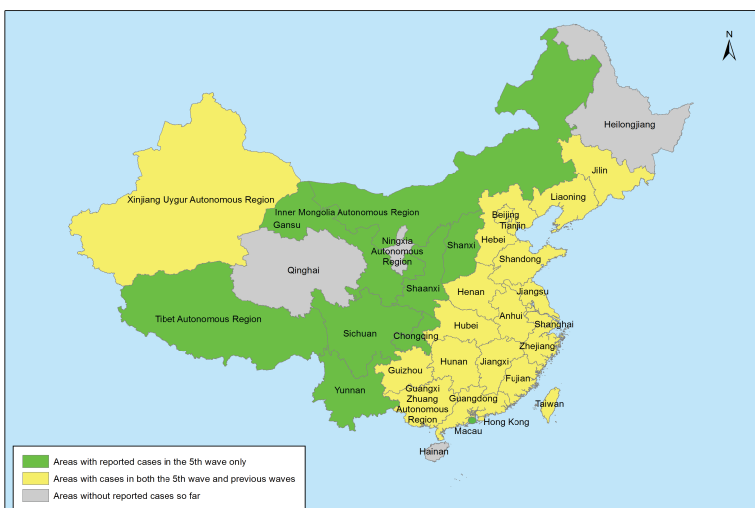 N
Heilongjiang
Jilin
Liaoning
Xinjiang Uygur Autonomous Region
Inner Mongolia Autonomous Region
Gansu
Beijing
Tianjin
Hebei
Ningxia
Autonomous
Region
Shanxi
Shandong
Qinghai
Shaanxi
Henan
Jiangsu
Tibet Autonomous Region
Sichuan
Chongqing
Hubei
Anhui
Shanghai
Zhejiang
Guizhou
Hunan
Jiangxi
Fujian
Yunnan
Guangxi
Zhuang
Autonomous
Region
Guangdong
Taiwan
Hong Kong
Macau
Hainan
Areas with reported cases in the 5th wave only
Areas with cases in both the 5th wave and previous waves
Areas without reported cases so far